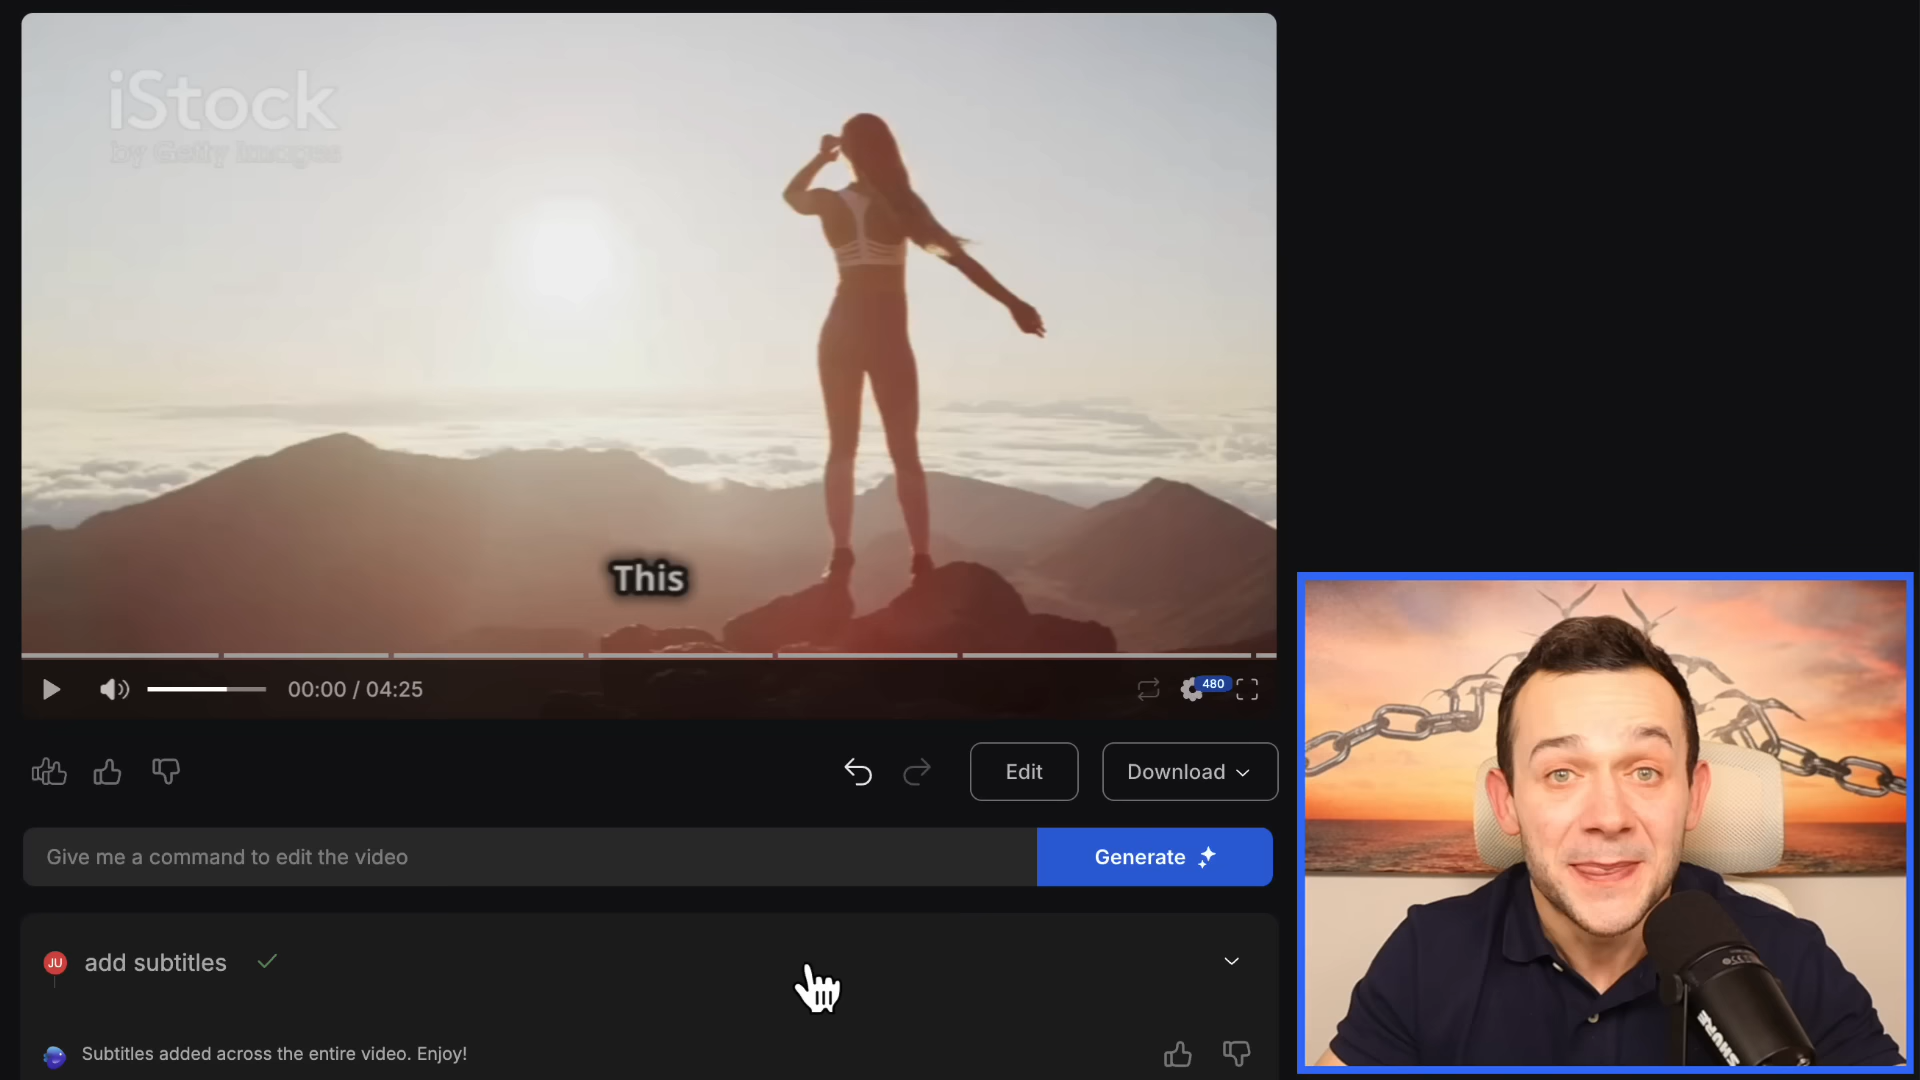 iStock
by Getty Images
This
00:00 / 04:25
480
Edit
Download
Give me a command to edit the video
Generate
JU
add subtitles
Subtitles added across the entire video. Enjoy!
SHURE